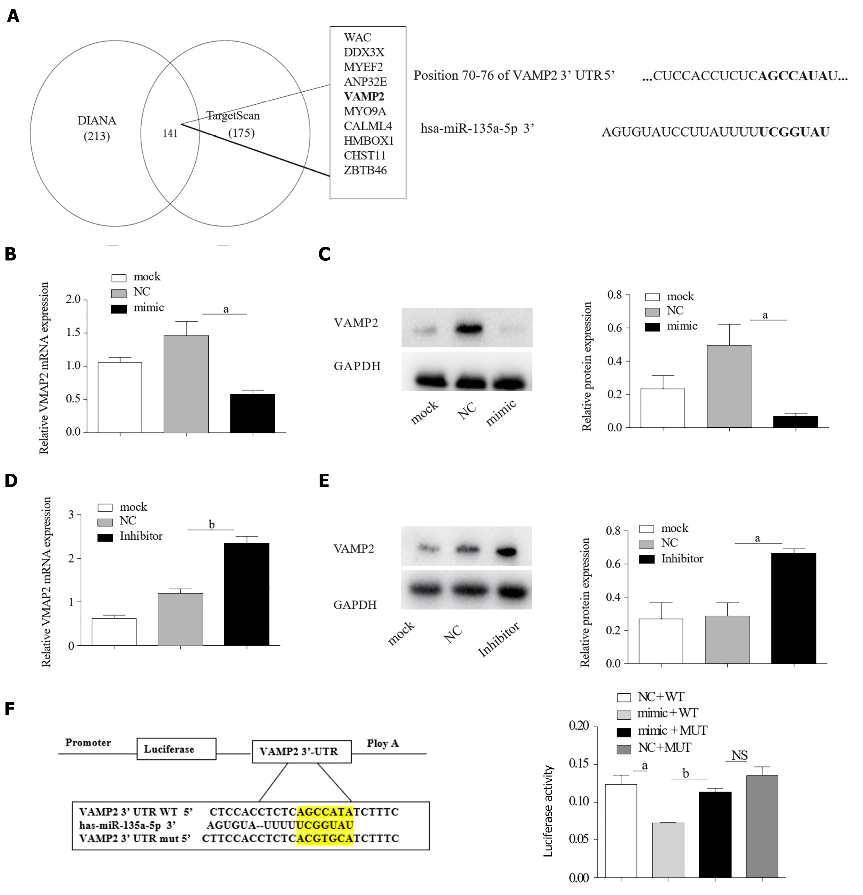 A
DIANA
(213)
141
TargetScan
(175)
WAC
DDX3X
MYEF2
ANP32E
VAMP2
MYO9A
CALML4
HMBOX1
CHST11
ZBTB46
Position 70-76 of VAMP2 3’ UTR5’ ...CUCCACCUCUCAGCCAUAU...
hsa-miR-135a-5p 3’ AGUGUAUCCUUAUUUUUCGGUAU
B
mock
NC
mimic
Relative VMAP2 mRNA expression
2.0
1.5
1.0
0.5
0.0
a
C
VAMP2
GAPDH
mock
NC
mimic
mock
NC
mimic
Relative protein expression
0.8
0.6
0.4
0.2
0.0
a
D
mock
NC
Inhibitor
Relative VMAP2 mRNA expression
3
2
1
0
b
E
VAMP2
GAPDH
mock
NC
Inhibitor
mock
NC
Inhibitor
Relative protein expression
0.8
0.6
0.4
0.2
0.0
a
F
Promoter
Luciferase
VAMP2 3’-UTR
Ploy A
VAMP2 3’ UTR WT 5’ CTCCACCTCTCAGCCATATCTTTC
has-miR-135a-5p 3’ AGUGUA--UUUUUCGGUAU
VAMP2 3’ UTR mut 5’ CTTCCACCTCTCACGTGCATCTTTC
NC+WT
mimic+WT
mimic+MUT
NC+MUT
Luciferase activity
0.20
0.15
0.10
0.05
0.00
a
b
NS